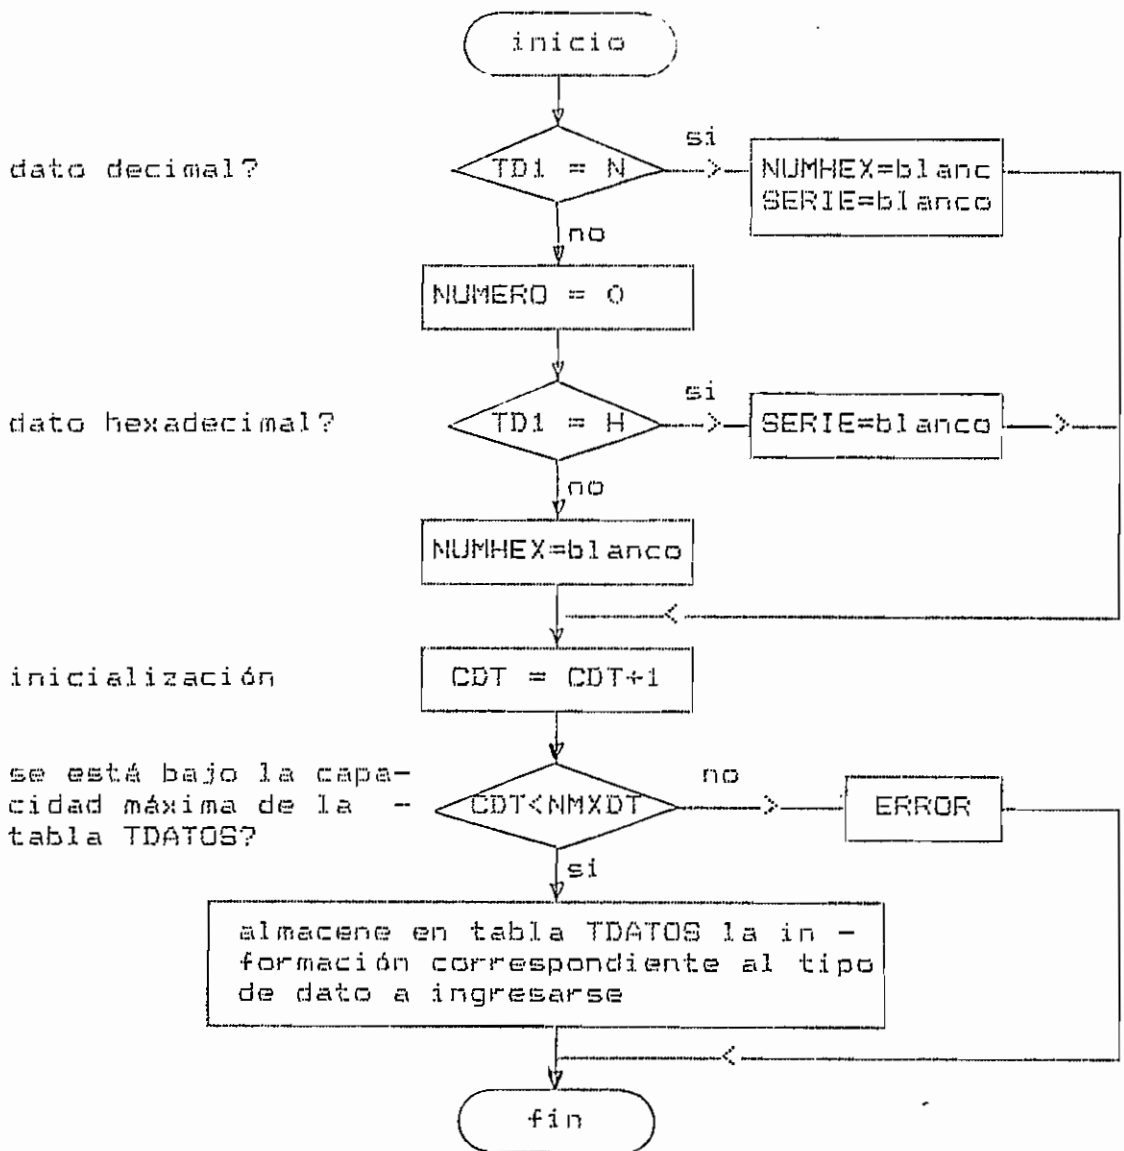 inicio
dato decimal?
TD1 = N
si
NUMHEX=blanc
SERIE=blanco
no
NUMERO = 0
dato hexadecimal?
TD1 = H
si
SERIE=blanco
no
NUMHEX=blanco
inicialización
CDT = CDT+1
se está bajo la capa-
cidad máxima de la -
tabla TDATOS?
CDT<NMXDT
no
ERROR
si
almacene en tabla TDATOS la in -
formación correspondiente al tipo
de dato a ingresarse
fin